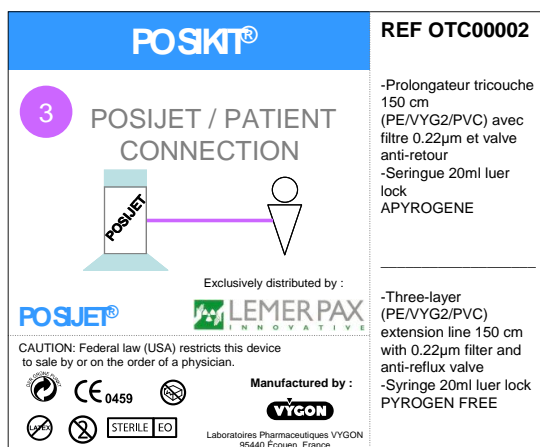 POSIKIT®
3
POSIJET / PATIENT
CONNECTION
POSIJET
Exclusively distributed by :
POSIJET®
LEMER PAX
INNOVATIVE
CAUTION: Federal law (USA) restricts this device
to sale by or on the order of a physician.
CE 0459
Manufactured by :
VYGON
LATEX
2
STERILE EO
Laboratoires Pharmaceutiques VYGON
95440 Écouen, France
REF OTC00002
-Prolongateur tricouche
150 cm
(PE/VYG2/PVC) avec
filtre 0.22µm et valve
anti-retour
-Seringue 20ml luer
lock
APYROGENE
-Three-layer
(PE/VYG2/PVC)
extension line 150 cm
with 0.22µm filter and
anti-reflux valve
-Syringe 20ml luer lock
PYROGEN FREE